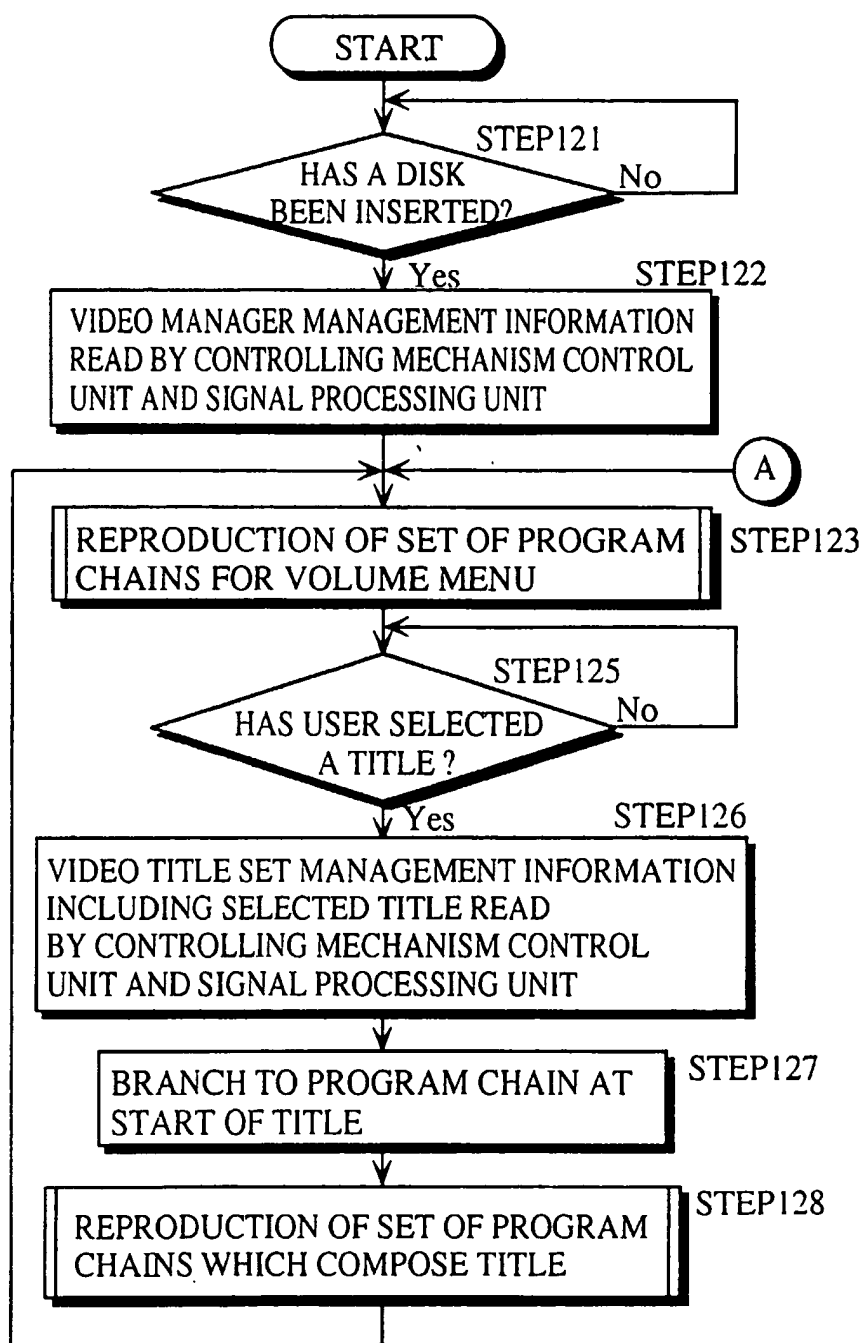 START
STEP121
HAS A DISK
BEEN INSERTED?
No
Yes
STEP122
VIDEO MANAGER MANAGEMENT INFORMATION
READ BY CONTROLLING MECHANISM CONTROL
UNIT AND SIGNAL PROCESSING UNIT
A
REPRODUCTION OF SET OF PROGRAM
CHAINS FOR VOLUME MENU
STEP123
STEP125
HAS USER SELECTED
A TITLE ?
No
Yes
STEP126
VIDEO TITLE SET MANAGEMENT INFORMATION
INCLUDING SELECTED TITLE READ
BY CONTROLLING MECHANISM CONTROL
UNIT AND SIGNAL PROCESSING UNIT
BRANCH TO PROGRAM CHAIN AT
START OF TITLE
STEP127
REPRODUCTION OF SET OF PROGRAM
CHAINS WHICH COMPOSE TITLE
STEP128